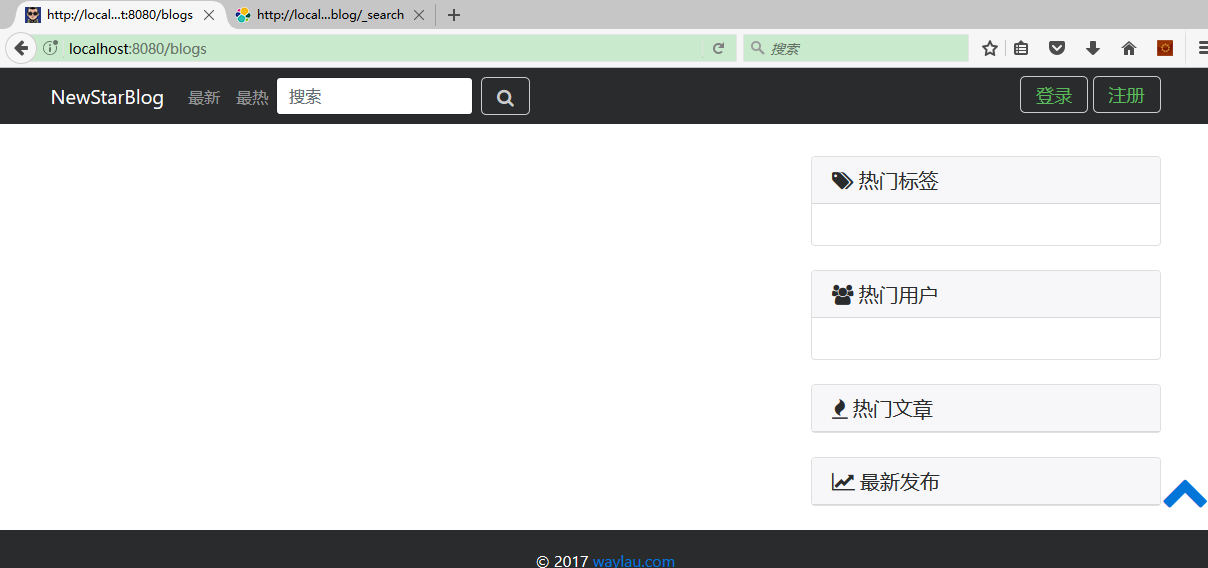 http://local...t:8080/blogs http://local...blog/_search
localhost:8080/blogs 搜索
NewStarBlog 最新 最热 搜索 登录 注册
热门标签
热门用户
热门文章
最新发布
© 2017 waylau.com